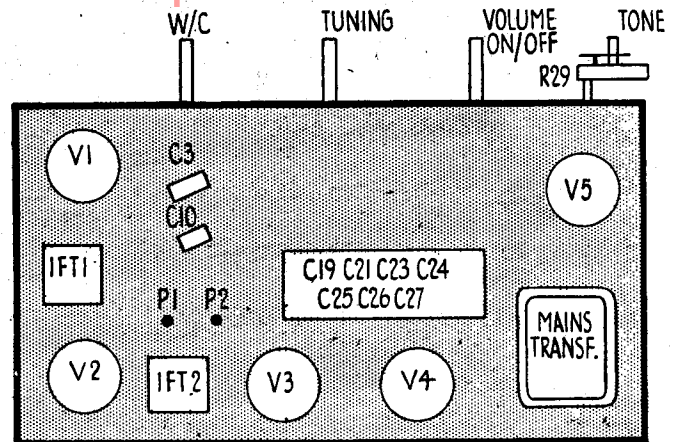 W/C
TUNING
VOLUME
ON/OFF
TONE
R29
V1
C3
V5
C10
IFT1
C19 C21 C23 C24
C25 C26 C27
P1
P2
MAINS
TRANSF.
V2
IFT2
V3
V4